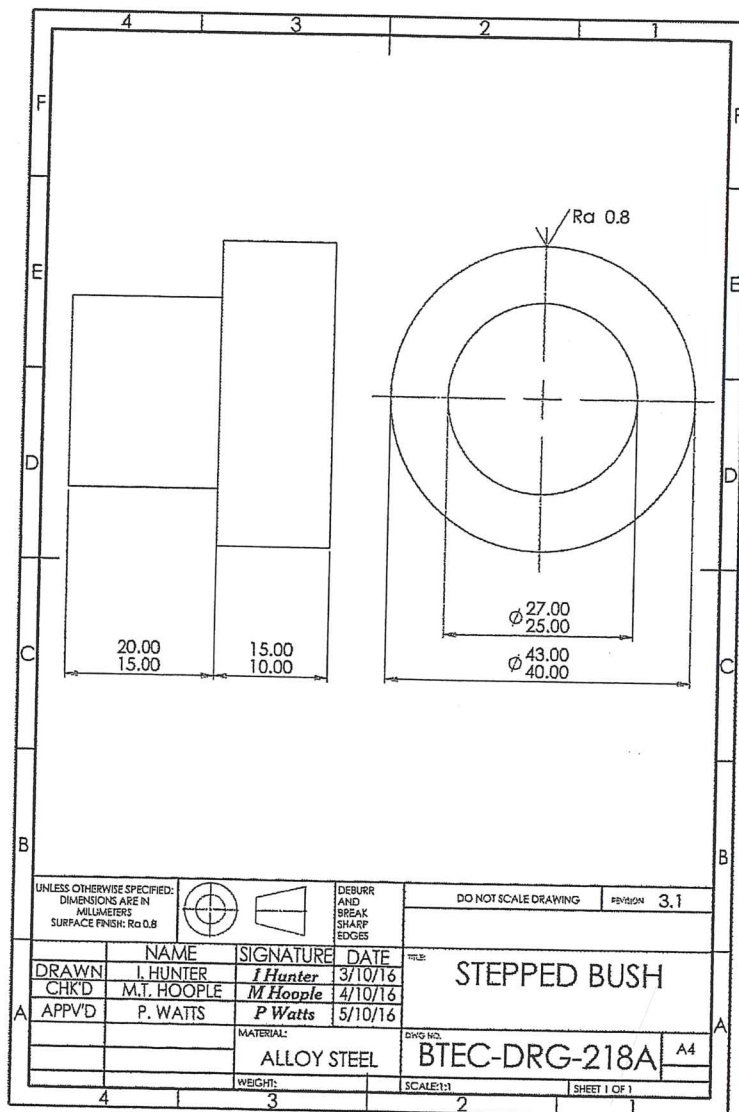 4 3 2 1
F F
Ra 0.8
E E
D D
⌀ 27.00
25.00
20.00 15.00
15.00 10.00
⌀ 43.00
40.00
C C
B B
UNLESS OTHERWISE SPECIFIED:
DIMENSIONS ARE IN
MILLIMETERS
SURFACE FINISH: Ra 0.8
DEBURR
AND
BREAK
SHARP
EDGES
DO NOT SCALE DRAWING REVISION 3.1
NAME SIGNATURE DATE
DRAWN I. HUNTER I Hunter 3/10/16
CHK'D M.T. HOOPLE M Hoople 4/10/16
APPV'D P. WATTS P Watts 5/10/16
TITLE:
STEPPED BUSH
A A
MATERIAL:
ALLOY STEEL
DWG NO.
BTEC-DRG-218A A4
WEIGHT: SCALE:1:1 SHEET 1 OF 1
4 3 2 1